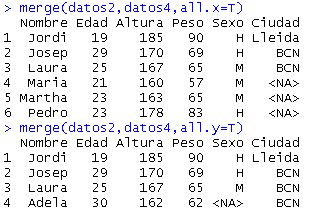 > merge(datos2,datos4,all.x=T)
Nombre Edad Altura Peso Sexo Ciudad
1 Jordi 19 185 90 H Lleida
2 Josep 29 170 69 H BCN
3 Laura 25 167 65 M BCN
4 Maria 21 160 57 M <NA>
5 Martha 23 163 65 M <NA>
6 Pedro 23 178 83 H <NA>
> merge(datos2,datos4,all.y=T)
Nombre Edad Altura Peso Sexo Ciudad
1 Jordi 19 185 90 H Lleida
2 Josep 29 170 69 H BCN
3 Laura 25 167 65 M BCN
4 Adela 30 162 62 <NA> BCN